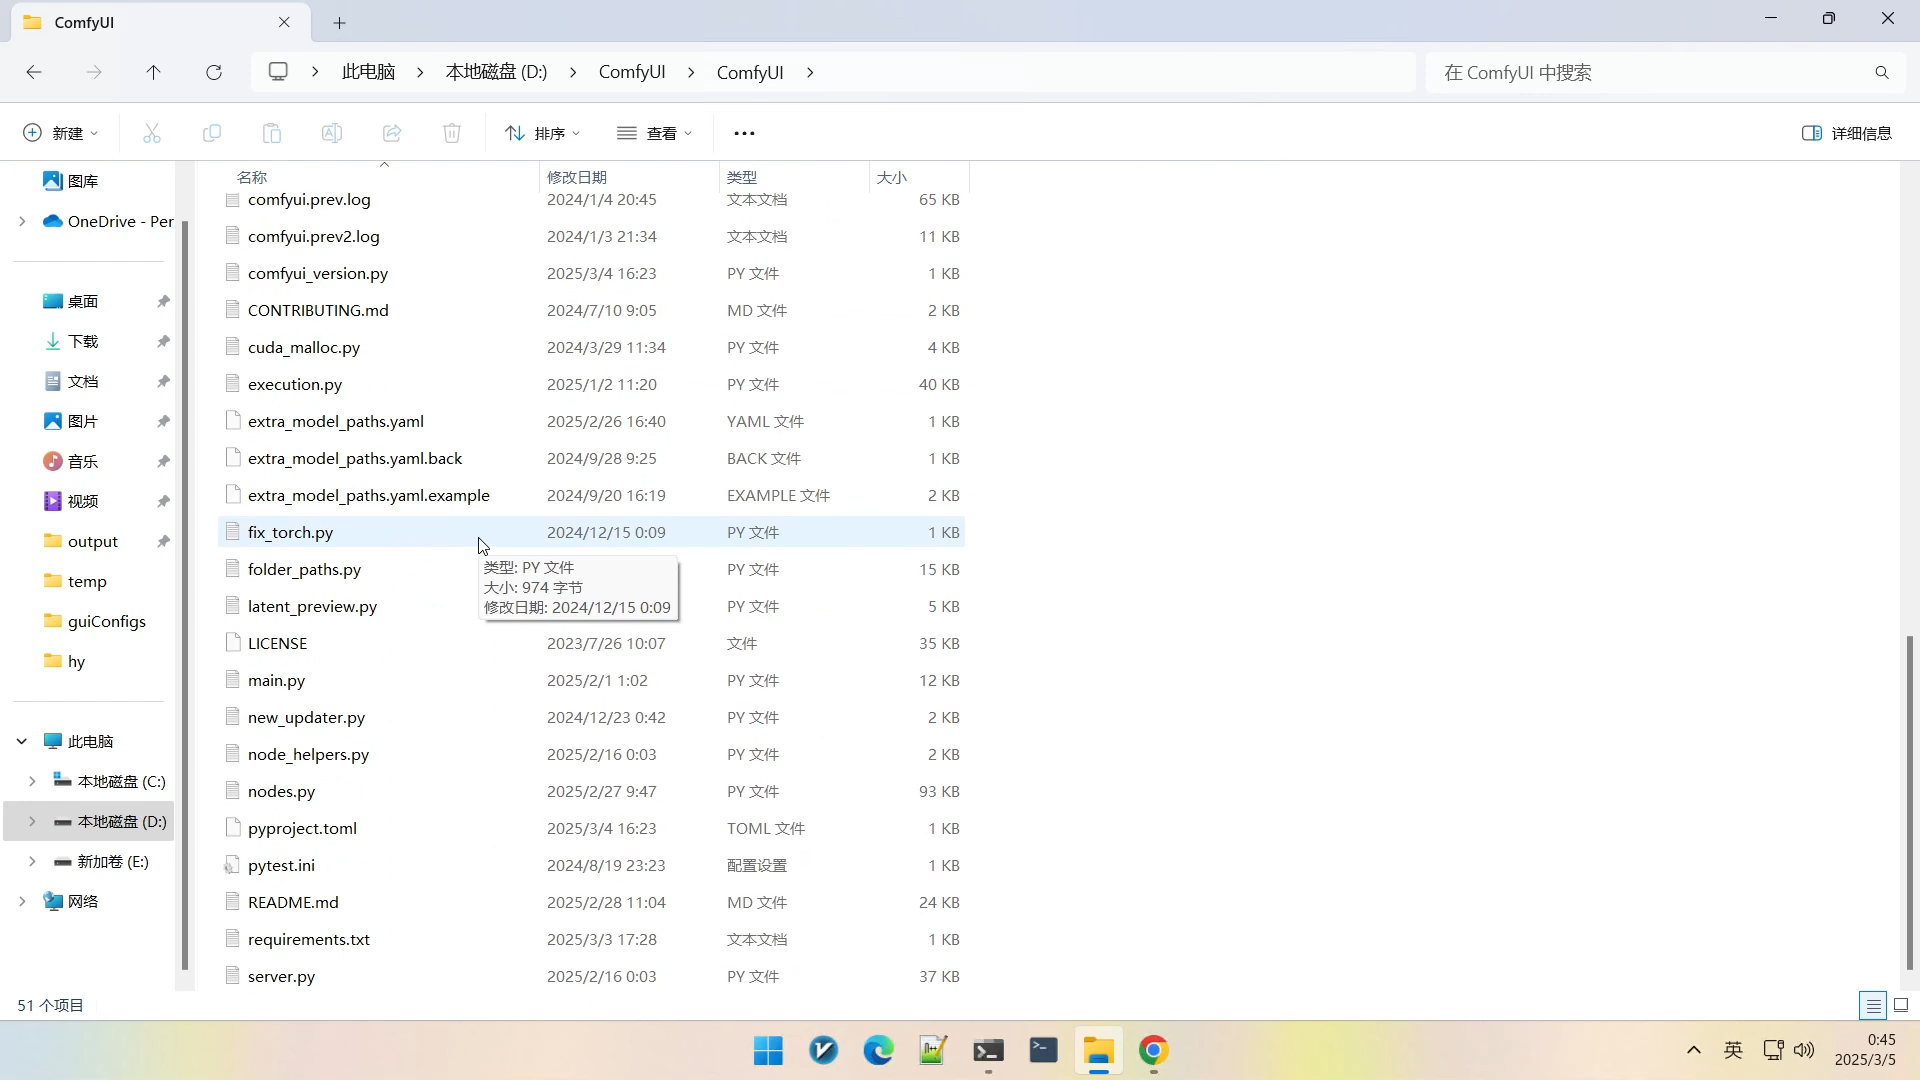 ComfyUI
此电脑 本地磁盘 (D:) ComfyUI ComfyUI
在 ComfyUI 中搜索
新建 排序 查看 详细信息
名称 修改日期 类型 大小
图库
OneDrive - Per
桌面
下载
文档
图片
音乐
视频
output
temp
guiConfigs
hy
此电脑
本地磁盘 (C:)
本地磁盘 (D:)
新加卷 (E:)
网络
comfyui.prev.log 2024/1/4 20:45 文本文档 65 KB
comfyui.prev2.log 2024/1/3 21:34 文本文档 11 KB
comfyui_version.py 2025/3/4 16:23 PY 文件 1 KB
CONTRIBUTING.md 2024/7/10 9:05 MD 文件 2 KB
cuda_malloc.py 2024/3/29 11:34 PY 文件 4 KB
execution.py 2025/1/2 11:20 PY 文件 40 KB
extra_model_paths.yaml 2025/2/26 16:40 YAML 文件 1 KB
extra_model_paths.yaml.back 2024/9/28 9:25 BACK 文件 1 KB
extra_model_paths.yaml.example 2024/9/20 16:19 EXAMPLE 文件 2 KB
fix_torch.py 2024/12/15 0:09 PY 文件 1 KB
folder_paths.py PY 文件 15 KB
latent_preview.py PY 文件 5 KB
类型: PY 文件
大小: 974 字节
修改日期: 2024/12/15 0:09
LICENSE 2023/7/26 10:07 文件 35 KB
main.py 2025/2/1 1:02 PY 文件 12 KB
new_updater.py 2024/12/23 0:42 PY 文件 2 KB
node_helpers.py 2025/2/16 0:03 PY 文件 2 KB
nodes.py 2025/2/27 9:47 PY 文件 93 KB
pyproject.toml 2025/3/4 16:23 TOML 文件 1 KB
pytest.ini 2024/8/19 23:23 配置设置 1 KB
README.md 2025/2/28 11:04 MD 文件 24 KB
requirements.txt 2025/3/3 17:28 文本文档 1 KB
server.py 2025/2/16 0:03 PY 文件 37 KB
51 个项目
英
0:45
2025/3/5